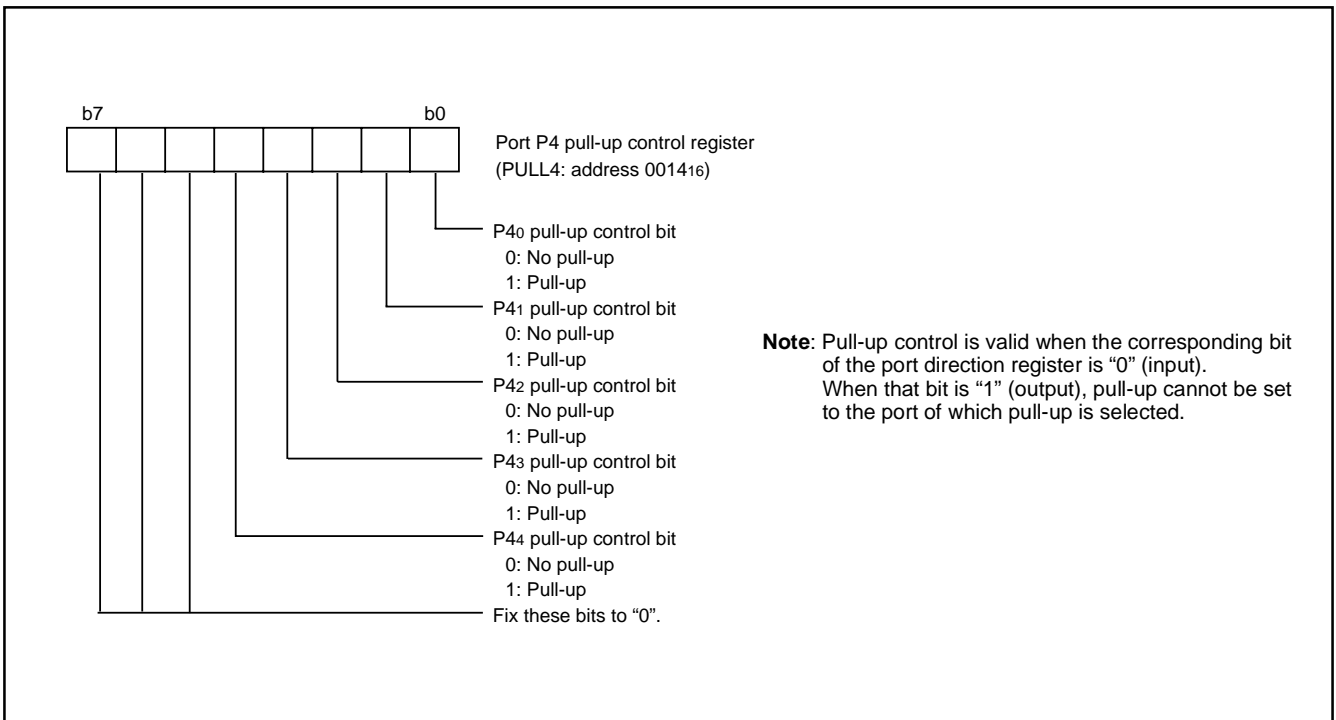 b7 b0
Port P4 pull-up control register
(PULL4: address 001416)
P40 pull-up control bit
0: No pull-up
1: Pull-up
P41 pull-up control bit
0: No pull-up
1: Pull-up
P42 pull-up control bit
0: No pull-up
1: Pull-up
P43 pull-up control bit
0: No pull-up
1: Pull-up
P44 pull-up control bit
0: No pull-up
1: Pull-up
Fix these bits to “0”.
Note: Pull-up control is valid when the corresponding bit
of the port direction register is “0” (input).
When that bit is “1” (output), pull-up cannot be set
to the port of which pull-up is selected.